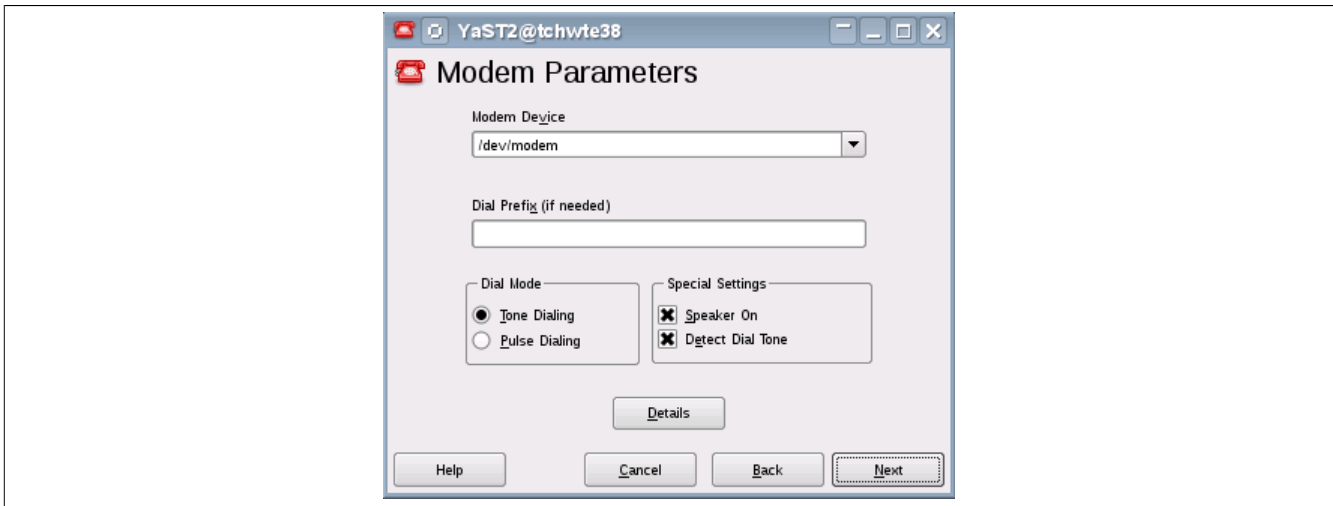 YaST2@tchwte38
Modem Parameters
Modem Device
/dev/modem
Dial Prefix (if needed)
Dial Mode
Tone Dialing
Pulse Dialing
Special Settings
Speaker On
Detect Dial Tone
Details
Help
Cancel
Back
Next